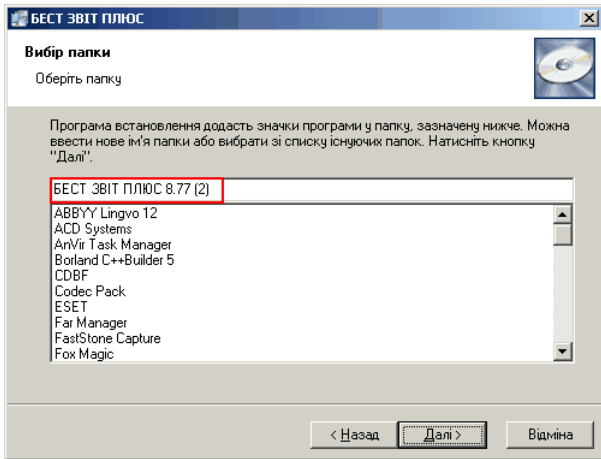 БЕСТ ЗВІТ ПЛЮС
Вибір папки
Оберіть папку
Програма встановлення додасть значки програми у папку, зазначену нижче. Можна
ввести нове ім'я папки або вибрати зі списку існуючих папок. Натисніть кнопку
"Далі".
БЕСТ ЗВІТ ПЛЮС 8.77 (2)
ABBYY Lingvo 12
ACD Systems
AnVir Task Manager
Borland C++Builder 5
CDBF
Codec Pack
ESET
Far Manager
FastStone Capture
Fox Magic
< Назад
Далі >
Відміна